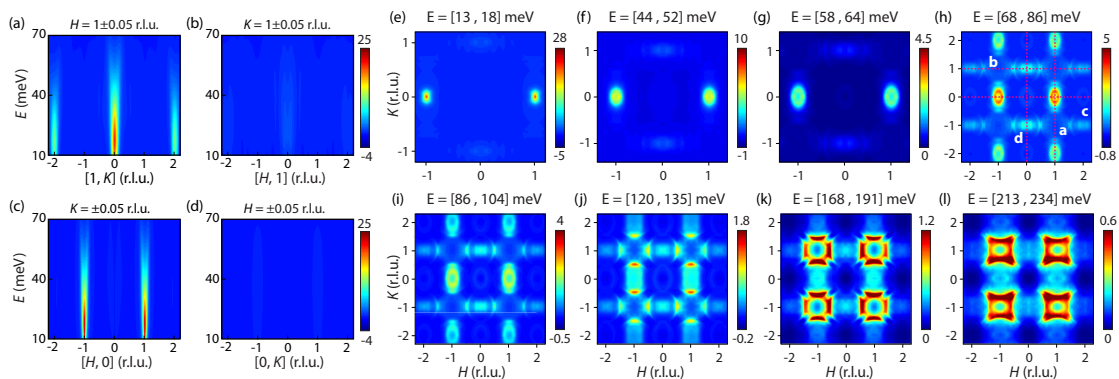 (a) H = 1±0.05 r.l.u.
70
40
10
E (meV)
-2 -1 0 1 2
[1, K] (r.l.u.)
(b) K = 1±0.05 r.l.u.
25
-4
-2 -1 0 1 2
[H, 1] (r.l.u.)
(c) K = ±0.05 r.l.u.
70
40
10
E (meV)
-2 -1 0 1 2
[H, 0] (r.l.u.)
(d) H = ±0.05 r.l.u.
25
-4
-2 -1 0 1 2
[0, K] (r.l.u.)
(e) E = [13 , 18] meV
28
-5
1
0
-1
K (r.l.u.)
-1 0 1
(f) E = [44 , 52] meV
10
-1
1
0
-1
-1 0 1
(g) E = [58 , 64] meV
4.5
0
1
0
-1
-1 0 1
(h) E = [68 , 86] meV
5
-0.8
2
1
0
-1
-2
b
c
d
a
-2 -1 0 1 2
(i) E = [86 , 104] meV
4
-0.5
2
1
0
-1
-2
K (r.l.u.)
-2 -1 0 1 2
H (r.l.u.)
(j) E = [120 , 135] meV
1.8
-0.2
2
1
0
-1
-2
-2 -1 0 1 2
H (r.l.u.)
(k) E = [168 , 191] meV
1.2
0
2
1
0
-1
-2
-2 -1 0 1 2
H (r.l.u.)
(l) E = [213 , 234] meV
0.6
0
2
1
0
-1
-2
-2 -1 0 1 2
H (r.l.u.)